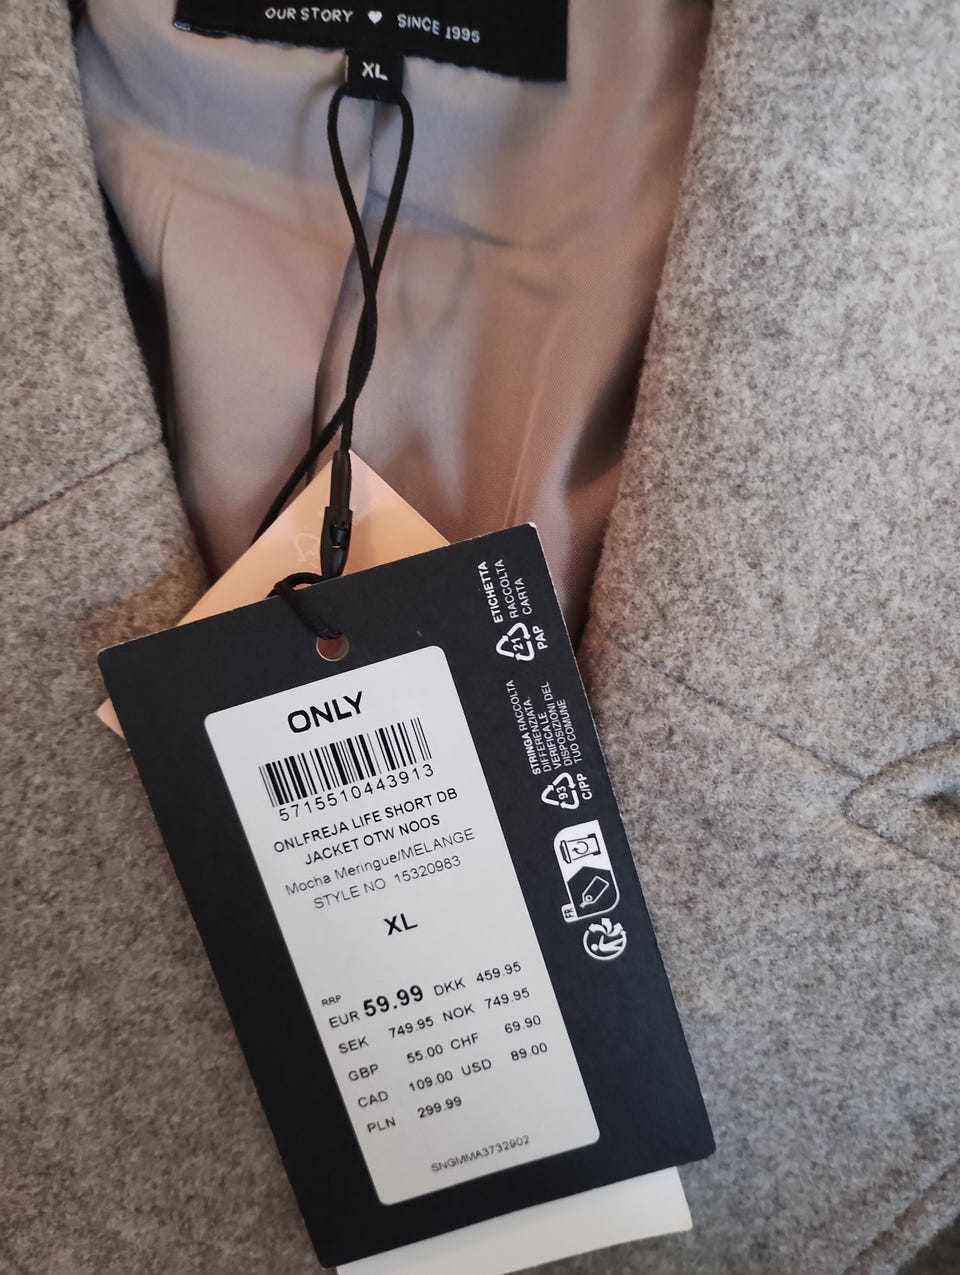 OUR STORY ♥ SINCE 1995
XL
ONLY
5715510443913
ONLFREJA LIFE SHORT DB
JACKET OTW NOOS
Mocha Meringue/MELANGE
STYLE NO 15320983
XL
RRP
EUR 59.99 DKK 459.95
SEK 749.95 NOK 749.95
GBP 55.00 CHF 69.90
CAD 109.00 USD 89.00
PLN 299.99
SNGMMA3732902
ETICHETTA
RACCOLTA
CARTA
21
PAP
STRINGA RACCOLTA
DIFFERENZIATA.
VERIFICA LE
DISPOSIZIONI DEL
TUO COMUNE
93
C/PP
FR